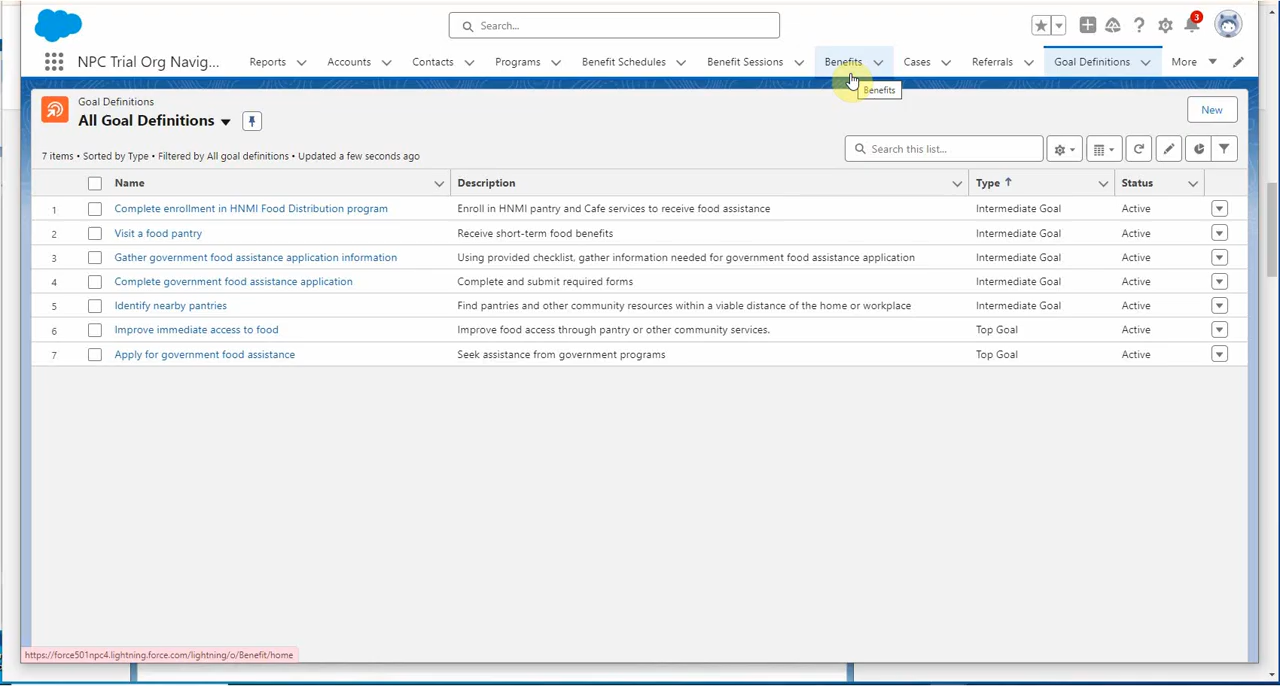 Search...
3
NPC Trial Org Navig... Reports Accounts Contacts Programs Benefit Schedules Benefit Sessions Benefits Cases Referrals Goal Definitions More
Benefits
Goal Definitions
All Goal Definitions
New
7 items • Sorted by Type • Filtered by All goal definitions • Updated a few seconds ago
Search this list...
Name Description Type Status
1 Complete enrollment in HNMI Food Distribution program Enroll in HNMI pantry and Cafe services to receive food assistance Intermediate Goal Active
2 Visit a food pantry Receive short-term food benefits Intermediate Goal Active
3 Gather government food assistance application information Using provided checklist, gather information needed for government food assistance application Intermediate Goal Active
4 Complete government food assistance application Complete and submit required forms Intermediate Goal Active
5 Identify nearby pantries Find pantries and other community resources within a viable distance of the home or workplace Intermediate Goal Active
6 Improve immediate access to food Improve food access through pantry or other community services. Top Goal Active
7 Apply for government food assistance Seek assistance from government programs Top Goal Active
https://force501npc4.lightning.force.com/lightning/o/Benefit/home